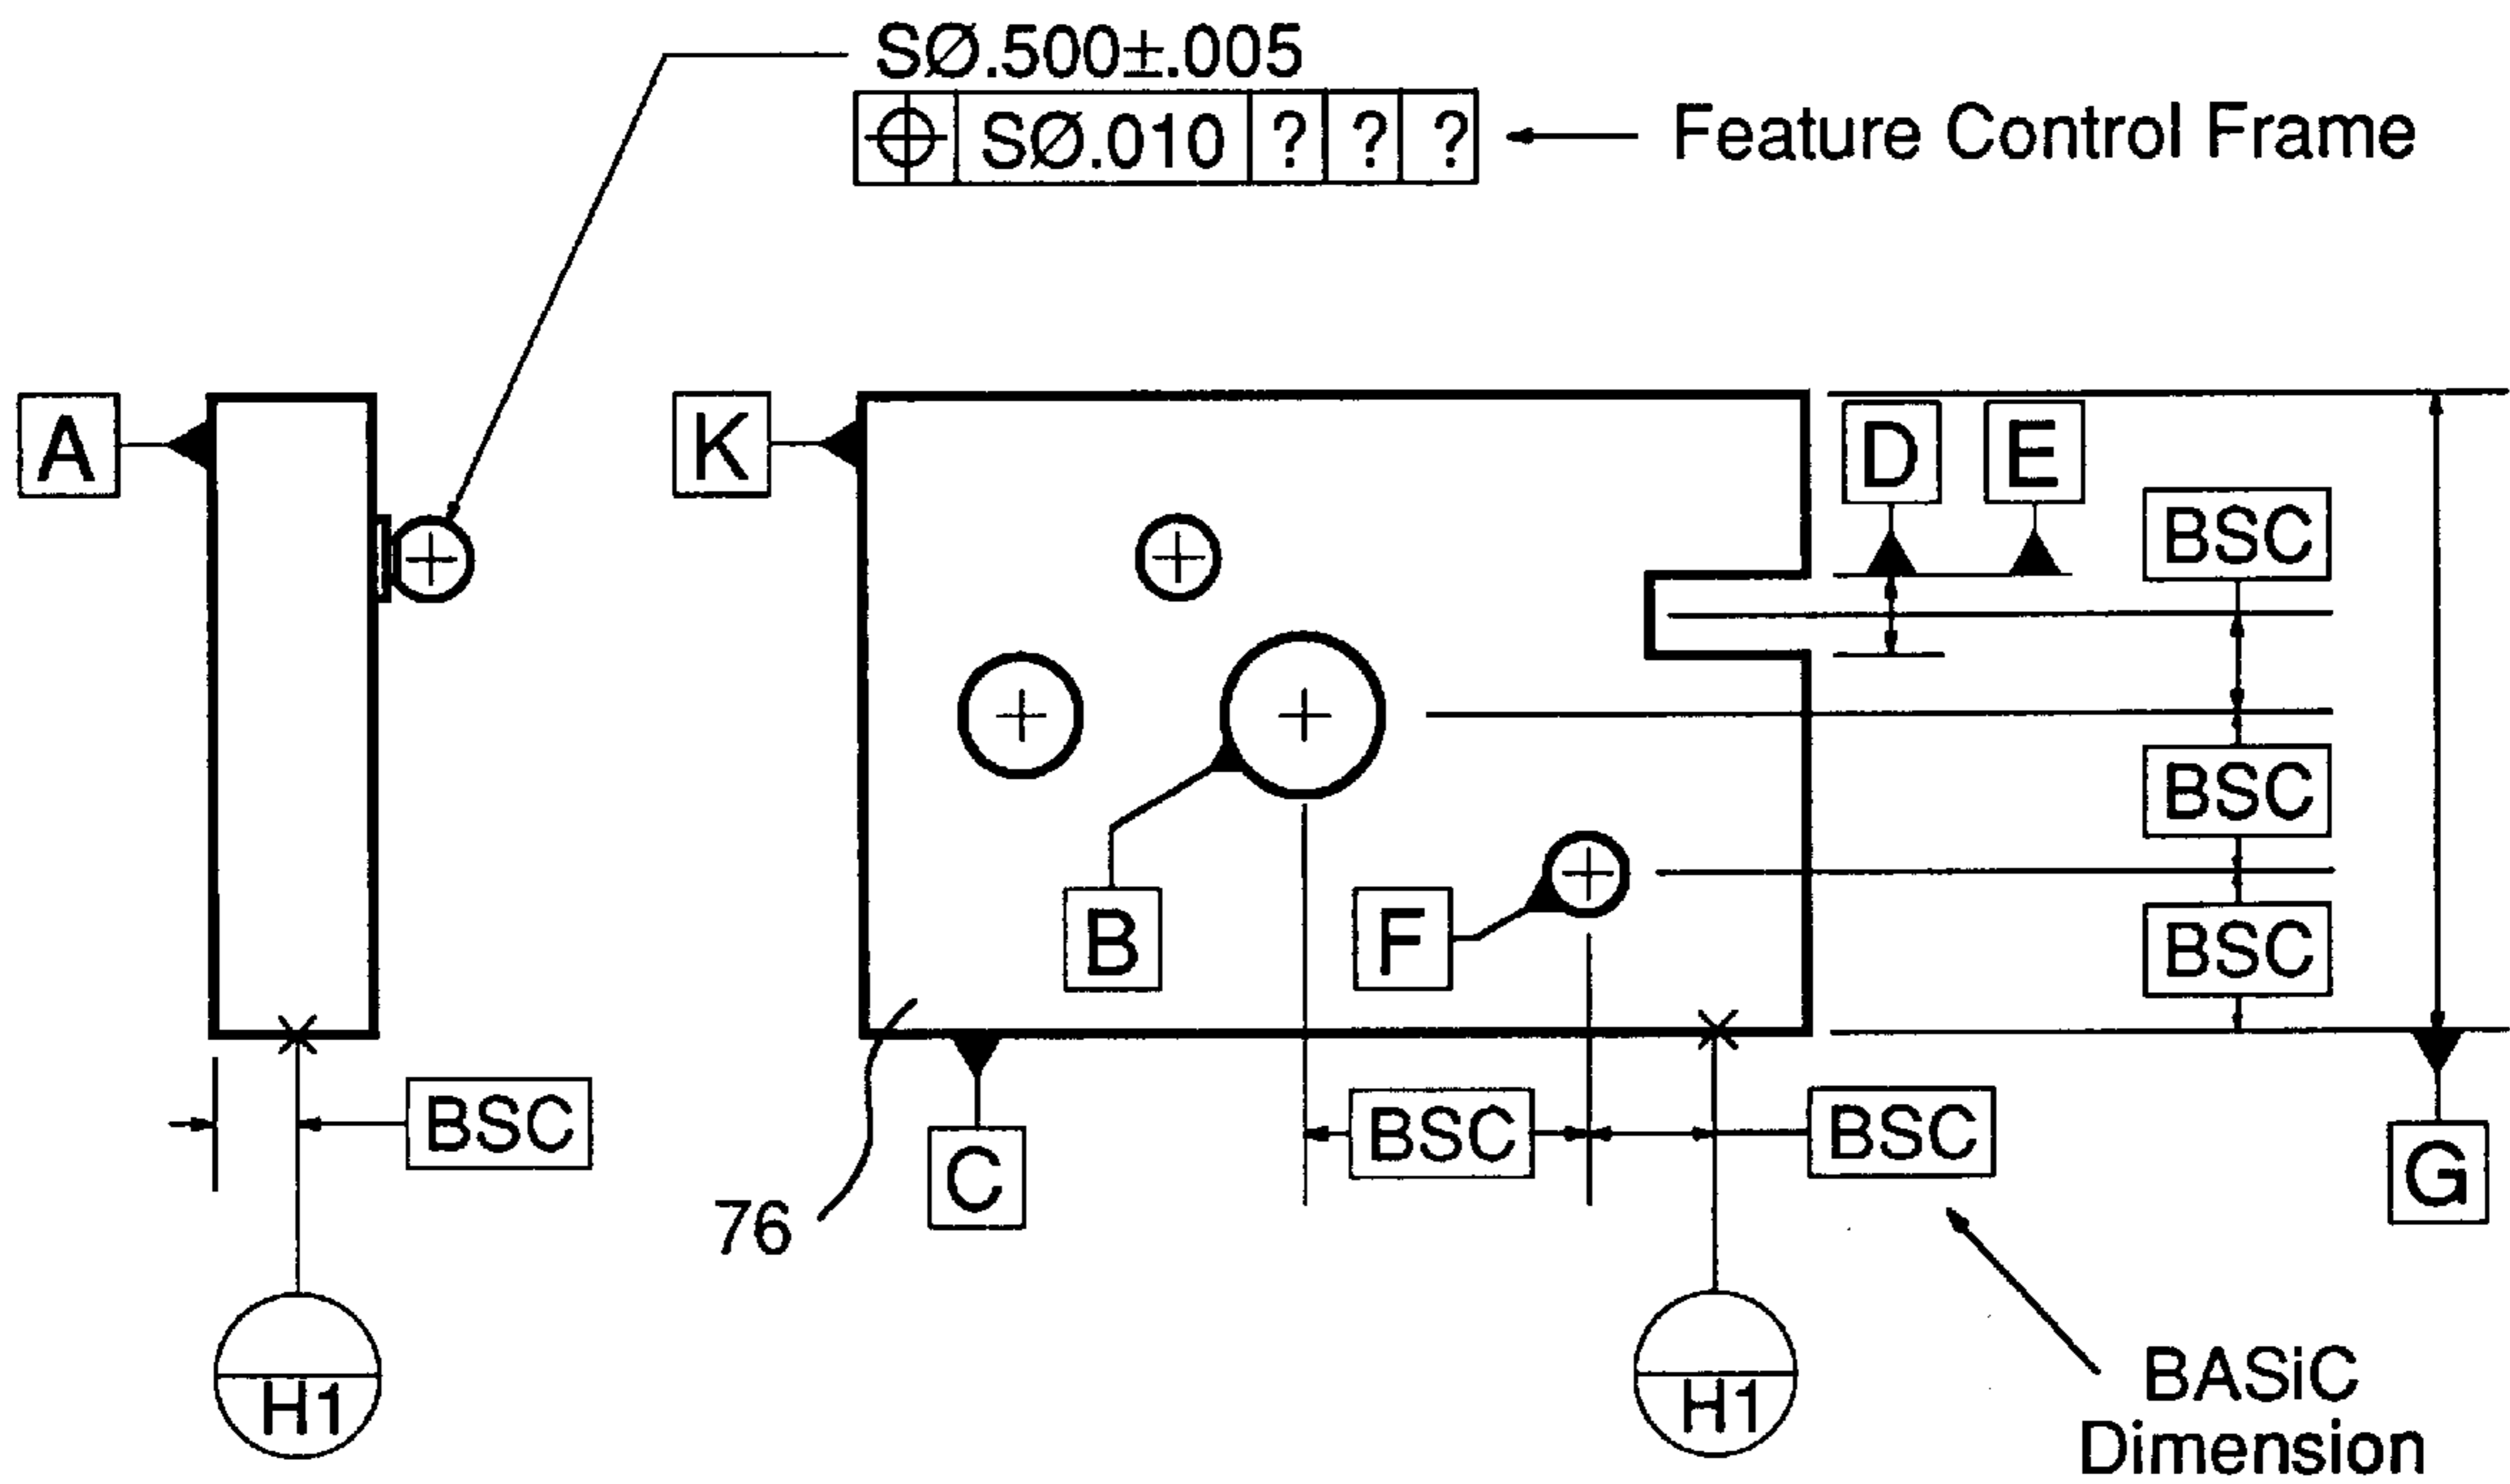 SØ.500±.005
⌖ SØ.010 ? ? ?
Feature Control Frame
A
K
D
E
BSC
BSC
B
F
BSC
BSC
C
BSC
BSC
G
76
H1
H1
BASiC
Dimension